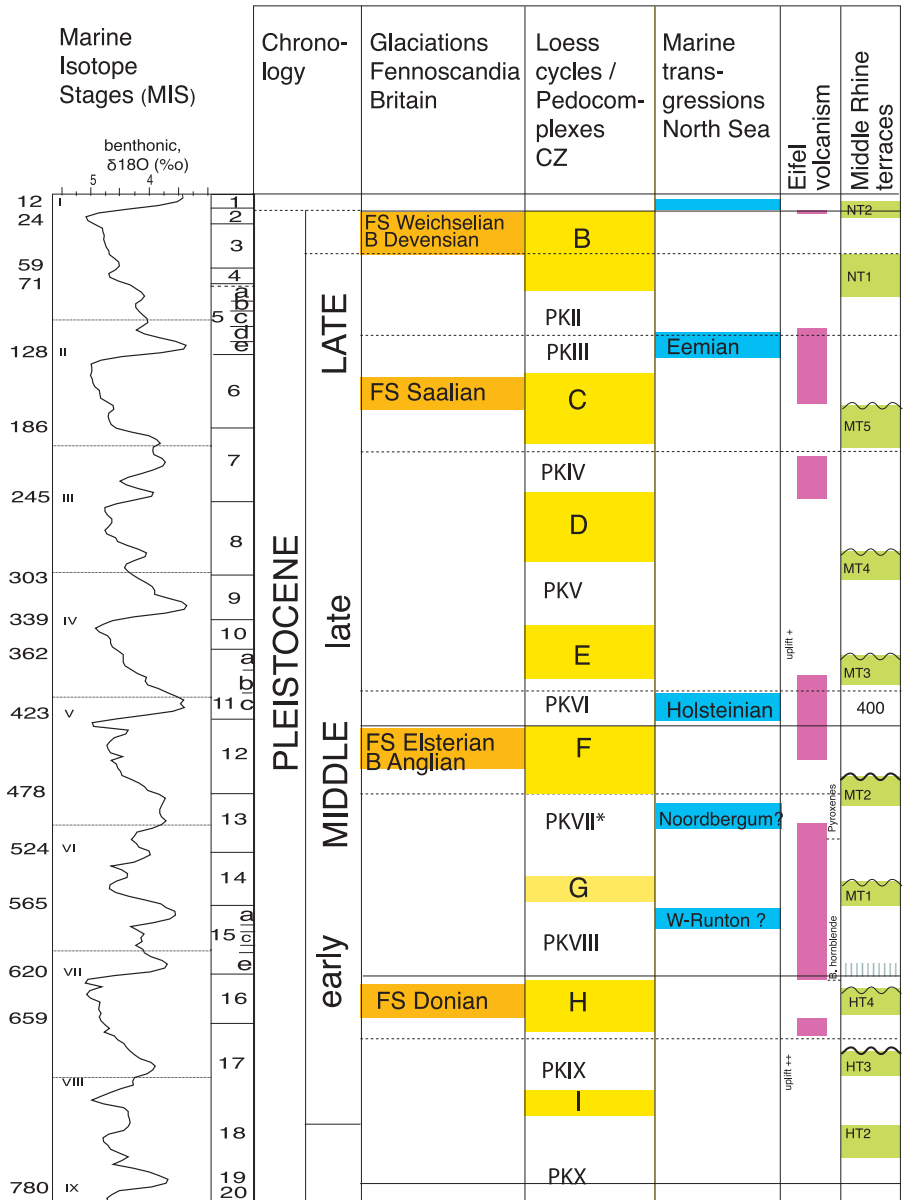 Marine
Isotope
Stages (MIS)
benthonic,
δ18O (%o)
5 4
Chrono-
logy
Glaciations
Fennoscandia
Britain
Loess
cycles /
Pedocom-
plexes
CZ
Marine
trans-
gressions
North Sea
Eifel
volcanism
Middle Rhine
terraces
12
24
59
71
128
186
245
303
339
362
423
478
524
565
620
659
780
I
II
III
IV
V
VI
VII
VIII
IX
1
2
3
4
a
b
5 c
d
e
6
7
8
9
10
a
b
11 c
12
13
14
a
15 c
e
16
17
18
19
20
PLEISTOCENE
LATE
late
MIDDLE
early
FS Weichselian
B Devensian
FS Saalian
FS Elsterian
B Anglian
FS Donian
B
PKII
PKIII
C
PKIV
D
PKV
E
PKVI
F
PKVII*
G
PKVIII
H
PKIX
I
PKX
Eemian
Holsteinian
Noordbergum?
W-Runton ?
uplift +
Pyroxenes
B. hornblende
uplift ++
NT2
NT1
MT5
MT4
MT3
400
MT2
MT1
HT4
HT3
HT2